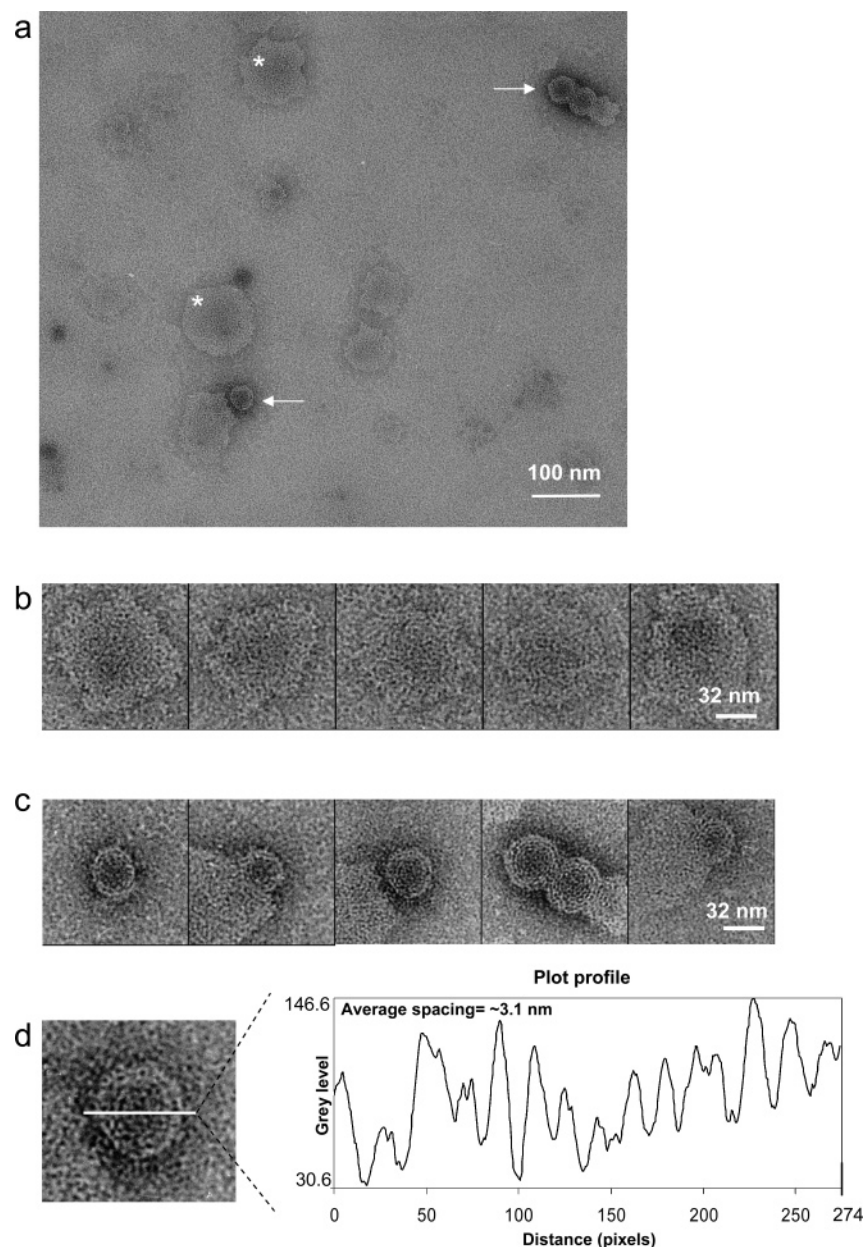 a
*
*
100 nm
b
32 nm
c
32 nm
d
Plot profile
146.6
Average spacing= ~3.1 nm
Grey level
30.6
0 50 100 150 200 250 274
Distance (pixels)